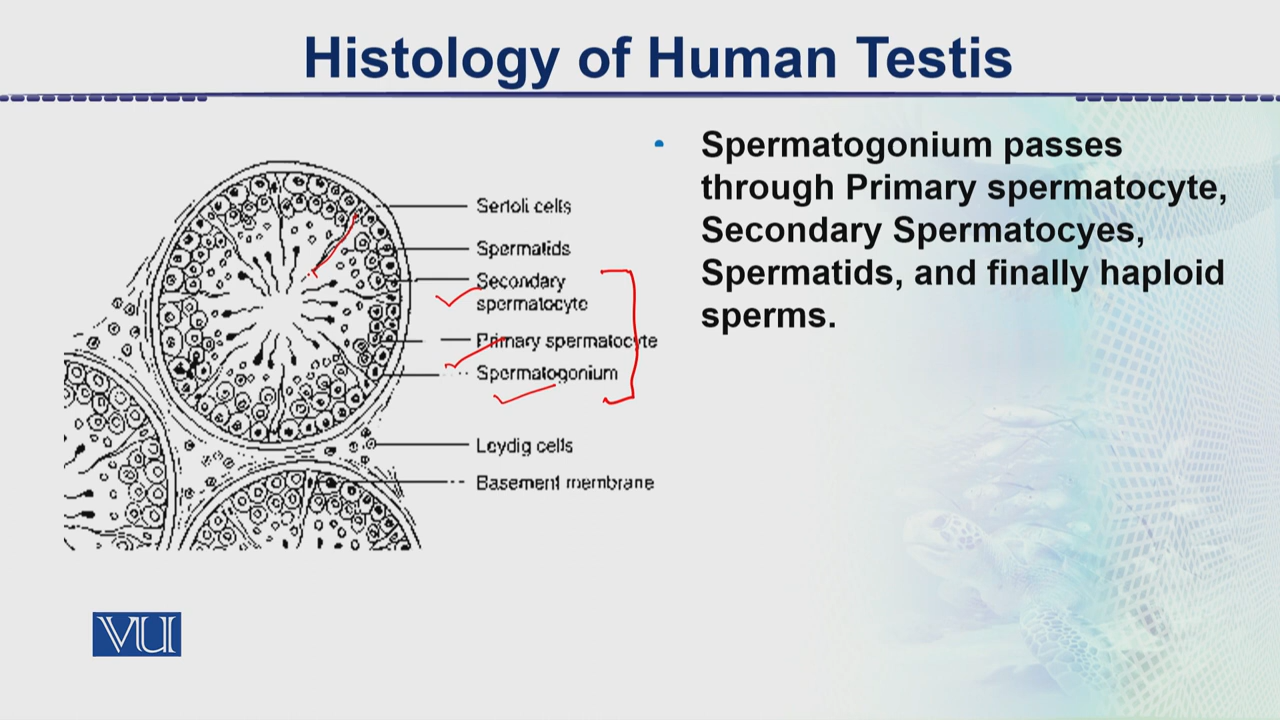 Histology of Human Testis
Sertoli cells
Spermatids
Secondary
spermatocyte
Primary spermatocyte
Spermatogonium
Leydig cells
Basement membrane
• Spermatogonium passes
through Primary spermatocyte,
Secondary Spermatocyes,
Spermatids, and finally haploid
sperms.
VU